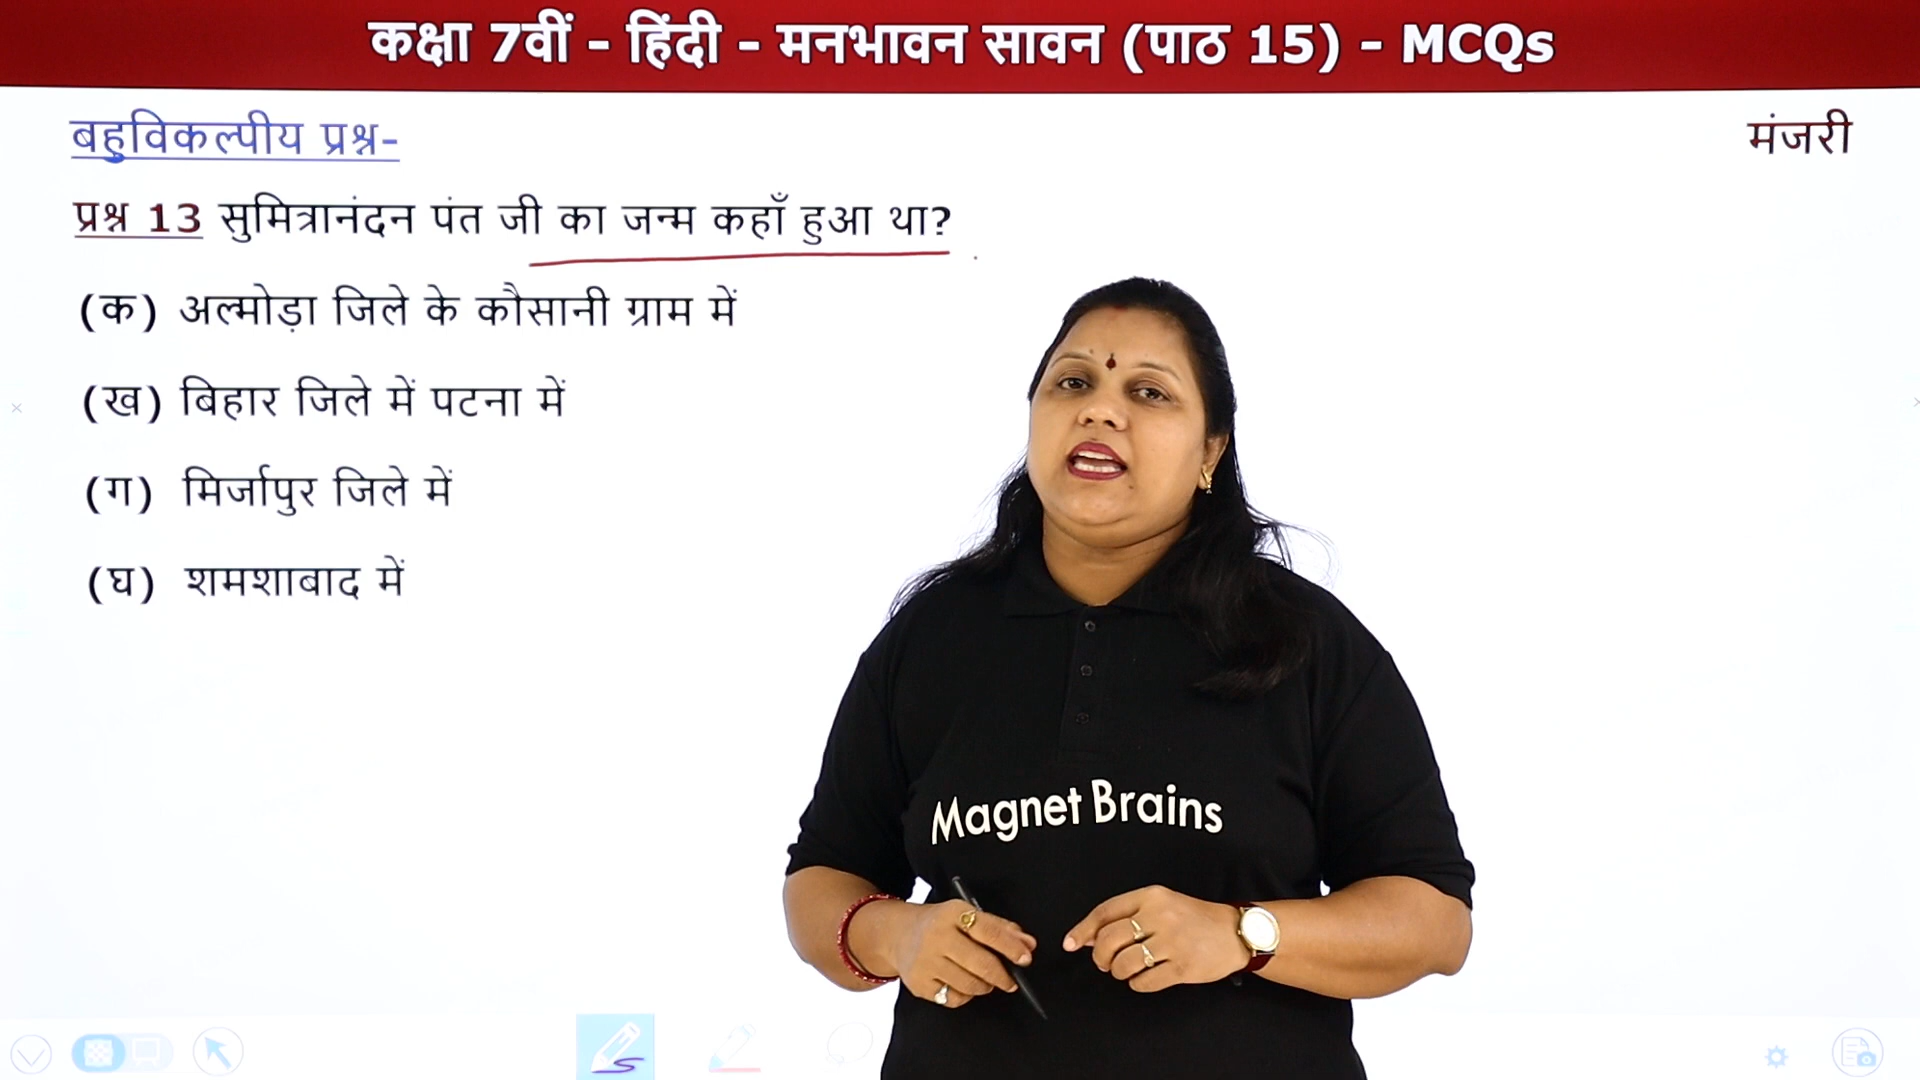 कक्षा 7वीं - हिंदी - मनभावन सावन (पाठ 15) - MCQs
बहुविकल्पीय प्रश्न-
मंजरी
प्रश्न 13 सुमित्रानंदन पंत जी का जन्म कहाँ हुआ था?
(क) अल्मोड़ा जिले के कौसानी ग्राम में
(ख) बिहार जिले में पटना में
(ग) मिर्जापुर जिले में
(घ) शमशाबाद में
Magnet Brains